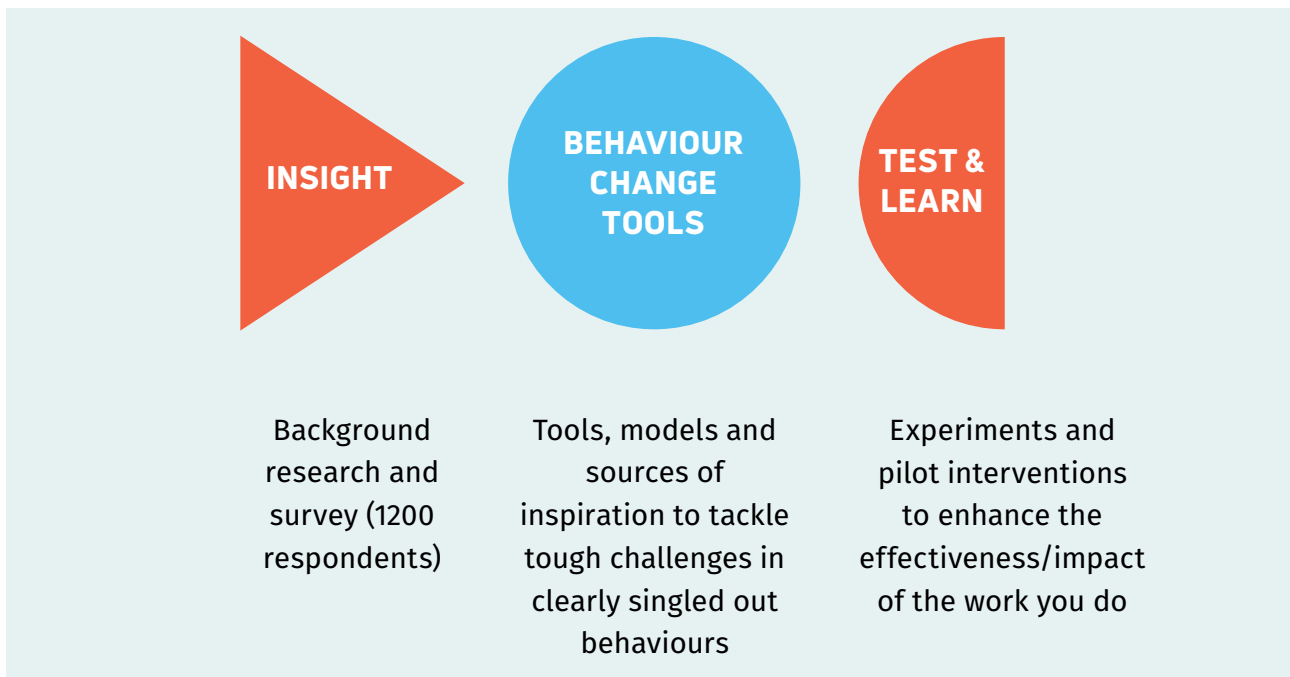 INSIGHT
BEHAVIOUR
CHANGE
TOOLS
TEST &
LEARN
Background
research and
survey (1200
respondents)
Tools, models and
sources of
inspiration to tackle
tough challenges in
clearly singled out
behaviours
Experiments and
pilot interventions
to enhance the
effectiveness/impact
of the work you do